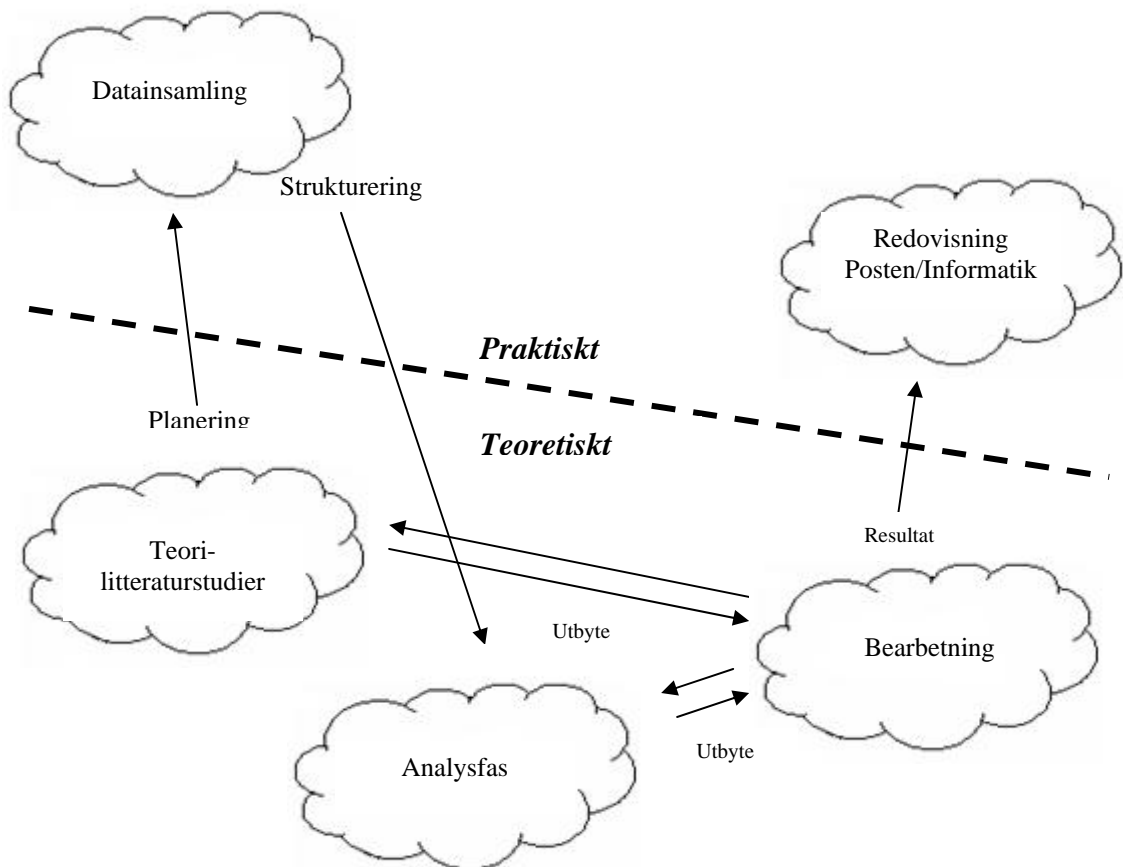 Datainsamling
Strukturering
Redovisning
Posten/Informatik
Praktiskt
Planering
Teoretiskt
Resultat
Teori-
litteraturstudier
Utbyte
Bearbetning
Utbyte
Analysfas